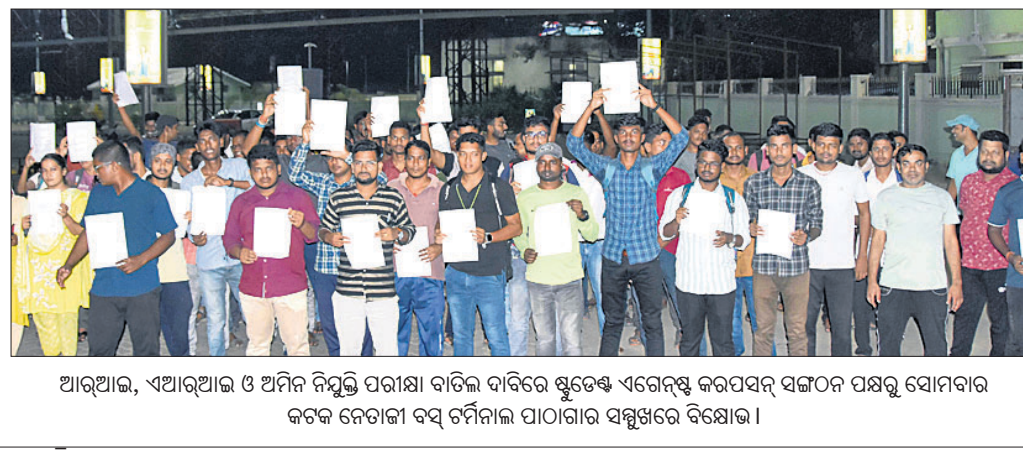 ଆର୍‌ଆଇ, ଏଆର୍‌ଆଇ ଓ ଅମିନ ନିଯୁକ୍ତି ପରୀକ୍ଷା ବାତିଲ ଦାବିରେ ଷ୍ଟୁଡେଣ୍ଟ ଏଗେନ୍‌ଷ୍ଟ କରପସନ୍ ସଙ୍ଗଠନ ପକ୍ଷରୁ ସୋମବାର
କଟକ ନେତାଜୀ ବସ୍ ଟର୍ମିନାଲ ପାଠାଗାର ସମ୍ମୁଖରେ ବିକ୍ଷୋଭ।